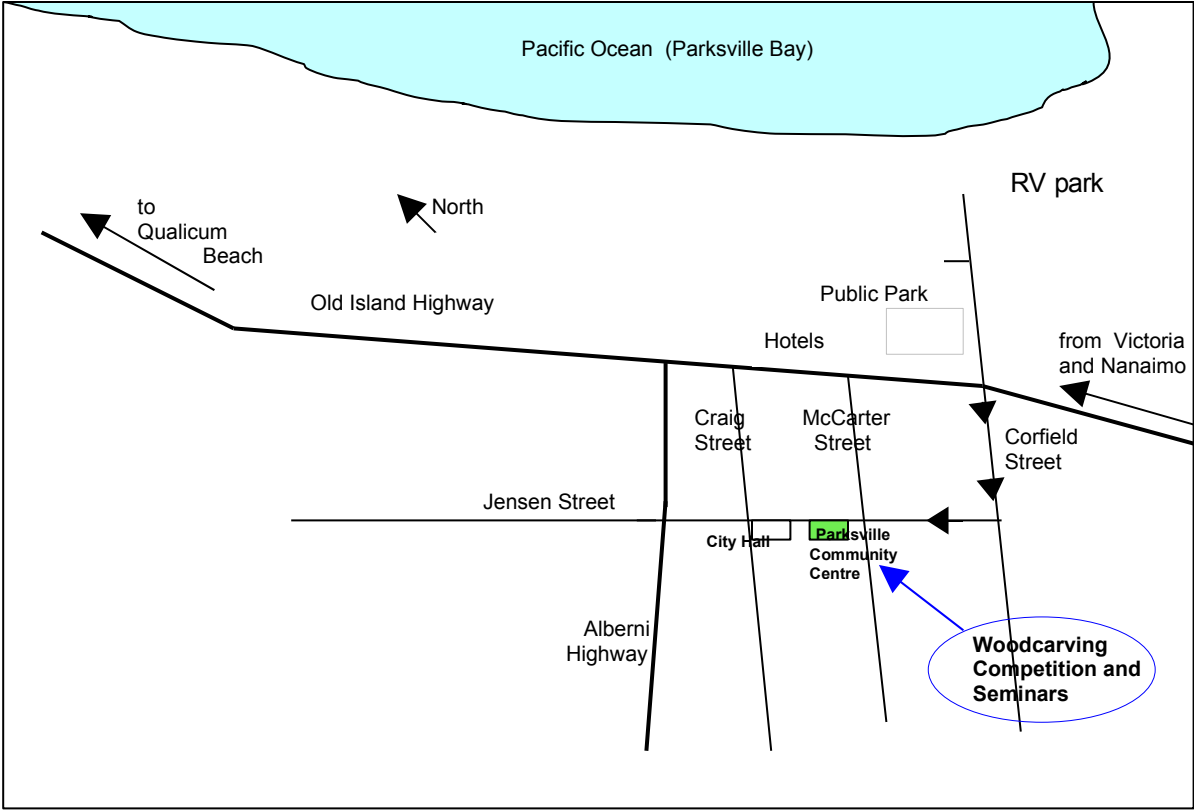 Pacific Ocean (Parksville Bay)
RV park
to
Qualicum
Beach
North
Old Island Highway
Public Park
Hotels
from Victoria
and Nanaimo
Craig
Street
McCarter
Street
Corfield
Street
Jensen Street
City Hall
Parksville
Community
Centre
Alberni
Highway
Woodcarving
Competition and
Seminars